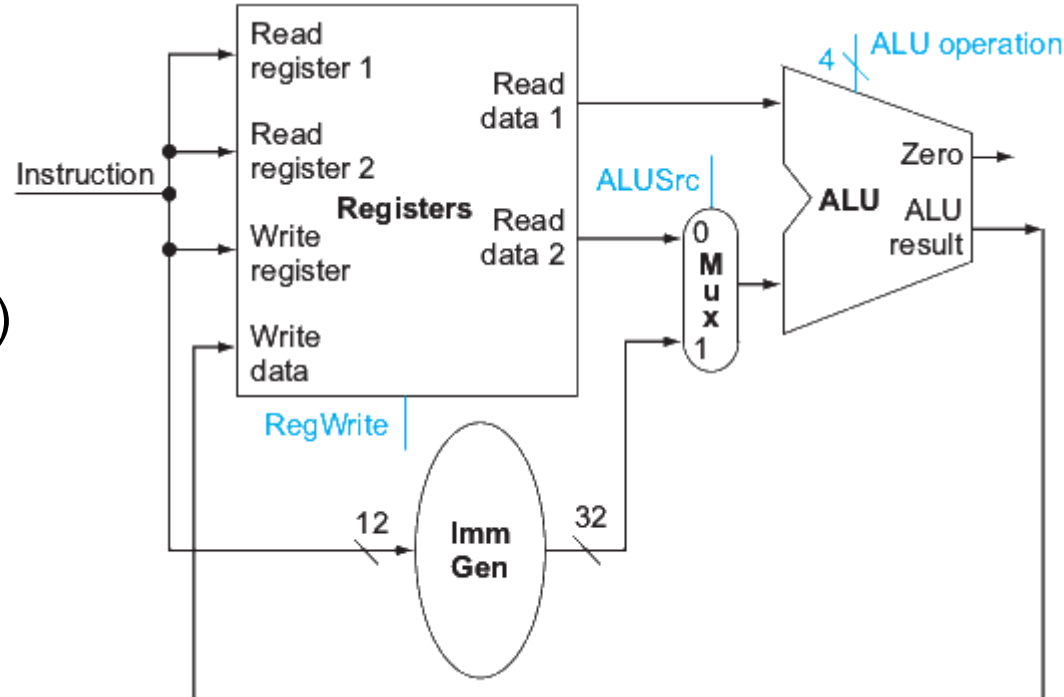 Read
register 1
Read
register 2
Instruction
Registers
Write
register
Write
data
Read
data 1
Read
data 2
RegWrite
ALUSrc
0
M
u
x
1
4
ALU operation
Zero
ALU
ALU
result
12
Imm
Gen
32
)